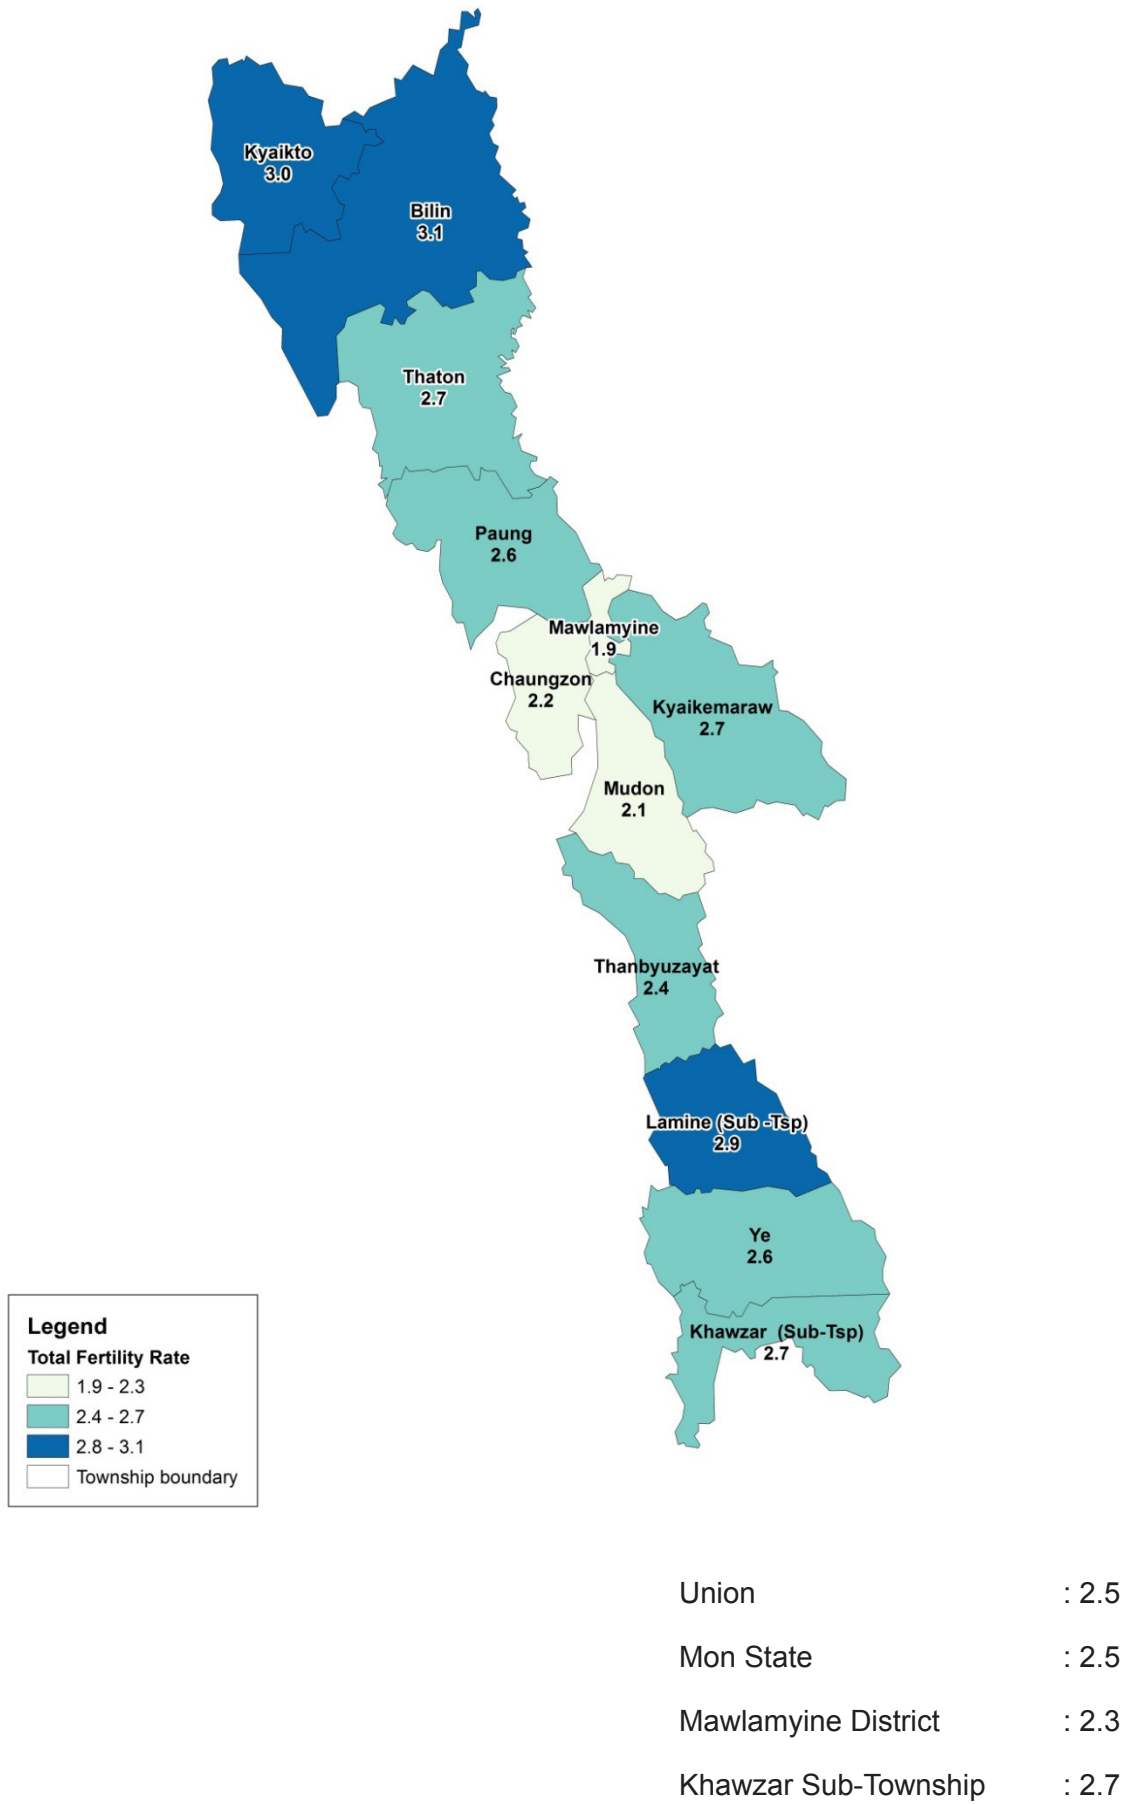 Kyaikto
3.0
Bilin
3.1
Thaton
2.7
Paung
2.6
Mawlamyine
1.9
Chaungzon
2.2
Kyaikemaraw
2.7
Mudon
2.1
Thanbyuzayat
2.4
Lamine (Sub -Tsp)
2.9
Ye
2.6
Khawzar (Sub-Tsp)
2.7
Legend
Total Fertility Rate
1.9 - 2.3
2.4 - 2.7
2.8 - 3.1
Township boundary
Union : 2.5
Mon State : 2.5
Mawlamyine District : 2.3
Khawzar Sub-Township : 2.7